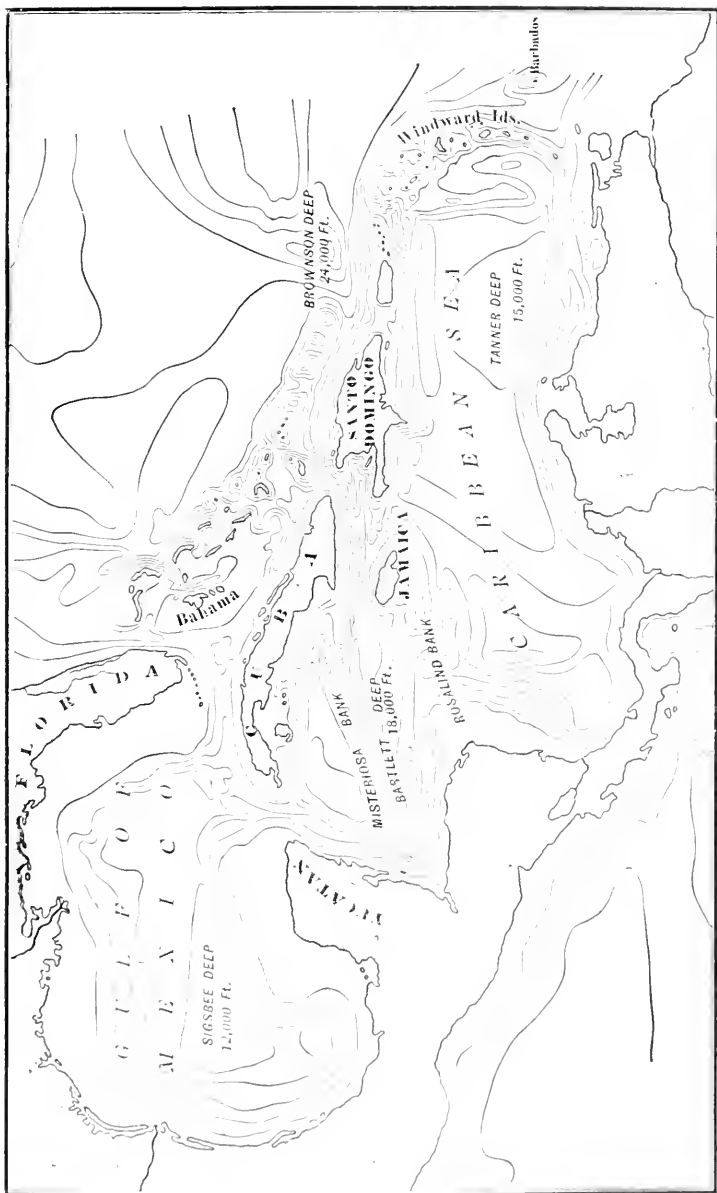 FLORIDA
GULF OF
MEXICO
SIGSBEE DEEP
12,000 Ft.
YUCATAN
Bahama
CUBA
MISTERIOSA BANK
BARTLETT DEEP
18,000 Ft.
ROSALIND BANK
JAMAICA
SANTO
DOMINGO
BROWNSON DEEP
24,000 Ft.
CARIBBEAN SEA
TANNER DEEP
15,000 Ft.
Windward Ids.
Barbados